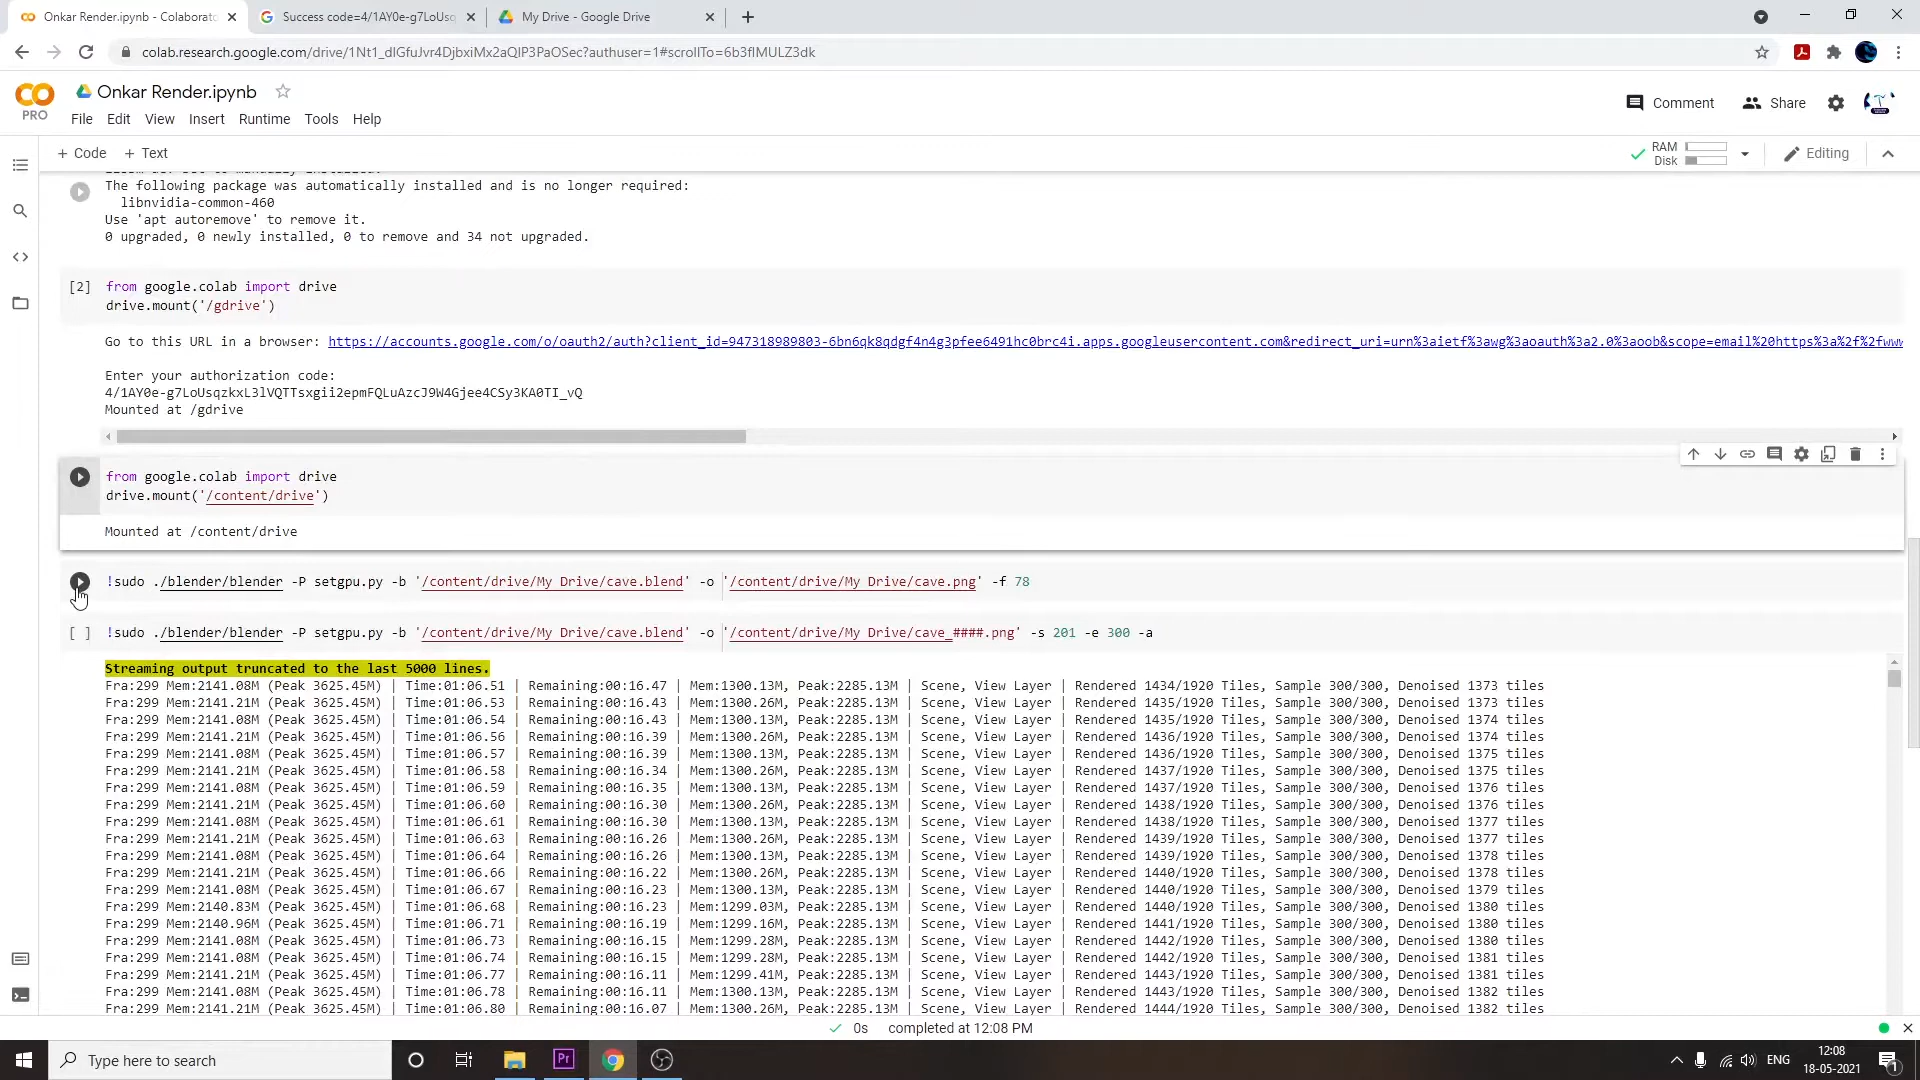 Onkar Render.ipynb - Colaborato
Success code=4/1AY0e-g7LoUsq
My Drive - Google Drive
colab.research.google.com/drive/1Nt1_dlGfuJvr4DjbxiMx2aQIP3PaOSec?authuser=1#scrollTo=6b3flMULZ3dk
CO
PRO
Onkar Render.ipynb
Comment
Share
File Edit View Insert Runtime Tools Help
+ Code + Text
RAM
Disk
Editing
The following package was automatically installed and is no longer required:
libnvidia-common-460
Use 'apt autoremove' to remove it.
0 upgraded, 0 newly installed, 0 to remove and 34 not upgraded.
[2] from google.colab import drive
drive.mount('/gdrive')
Go to this URL in a browser: https://accounts.google.com/o/oauth2/auth?client_id=947318989803-6bn6qk8qdgf4n4g3pfee6491hc0brc4i.apps.googleusercontent.com&redirect_uri=urn%3aietf%3awg%3aoauth%3a2.0%3aoob&scope=email%20https%3a%2f%2fwww
Enter your authorization code:
4/1AY0e-g7LoUsqzkxL3lVQTTsxgii2epmFQLuAzcJ9W4Gjee4CSy3KA0TI_vQ
Mounted at /gdrive
from google.colab import drive
drive.mount('/content/drive')
Mounted at /content/drive
!sudo ./blender/blender -P setgpu.py -b '/content/drive/My Drive/cave.blend' -o '/content/drive/My Drive/cave.png' -f 78
[ ] !sudo ./blender/blender -P setgpu.py -b '/content/drive/My Drive/cave.blend' -o '/content/drive/My Drive/cave_####.png' -s 201 -e 300 -a
Streaming output truncated to the last 5000 lines.
Fra:299 Mem:2141.08M (Peak 3625.45M) | Time:01:06.51 | Remaining:00:16.47 | Mem:1300.13M, Peak:2285.13M | Scene, View Layer | Rendered 1434/1920 Tiles, Sample 300/300, Denoised 1373 tiles
Fra:299 Mem:2141.21M (Peak 3625.45M) | Time:01:06.53 | Remaining:00:16.43 | Mem:1300.26M, Peak:2285.13M | Scene, View Layer | Rendered 1435/1920 Tiles, Sample 300/300, Denoised 1373 tiles
Fra:299 Mem:2141.08M (Peak 3625.45M) | Time:01:06.54 | Remaining:00:16.43 | Mem:1300.13M, Peak:2285.13M | Scene, View Layer | Rendered 1435/1920 Tiles, Sample 300/300, Denoised 1374 tiles
Fra:299 Mem:2141.21M (Peak 3625.45M) | Time:01:06.56 | Remaining:00:16.39 | Mem:1300.26M, Peak:2285.13M | Scene, View Layer | Rendered 1436/1920 Tiles, Sample 300/300, Denoised 1374 tiles
Fra:299 Mem:2141.08M (Peak 3625.45M) | Time:01:06.57 | Remaining:00:16.39 | Mem:1300.13M, Peak:2285.13M | Scene, View Layer | Rendered 1436/1920 Tiles, Sample 300/300, Denoised 1375 tiles
Fra:299 Mem:2141.21M (Peak 3625.45M) | Time:01:06.58 | Remaining:00:16.34 | Mem:1300.26M, Peak:2285.13M | Scene, View Layer | Rendered 1437/1920 Tiles, Sample 300/300, Denoised 1375 tiles
Fra:299 Mem:2141.08M (Peak 3625.45M) | Time:01:06.59 | Remaining:00:16.35 | Mem:1300.13M, Peak:2285.13M | Scene, View Layer | Rendered 1437/1920 Tiles, Sample 300/300, Denoised 1376 tiles
Fra:299 Mem:2141.21M (Peak 3625.45M) | Time:01:06.60 | Remaining:00:16.30 | Mem:1300.26M, Peak:2285.13M | Scene, View Layer | Rendered 1438/1920 Tiles, Sample 300/300, Denoised 1376 tiles
Fra:299 Mem:2141.08M (Peak 3625.45M) | Time:01:06.61 | Remaining:00:16.30 | Mem:1300.13M, Peak:2285.13M | Scene, View Layer | Rendered 1438/1920 Tiles, Sample 300/300, Denoised 1377 tiles
Fra:299 Mem:2141.21M (Peak 3625.45M) | Time:01:06.63 | Remaining:00:16.26 | Mem:1300.26M, Peak:2285.13M | Scene, View Layer | Rendered 1439/1920 Tiles, Sample 300/300, Denoised 1377 tiles
Fra:299 Mem:2141.08M (Peak 3625.45M) | Time:01:06.64 | Remaining:00:16.26 | Mem:1300.13M, Peak:2285.13M | Scene, View Layer | Rendered 1439/1920 Tiles, Sample 300/300, Denoised 1378 tiles
Fra:299 Mem:2141.21M (Peak 3625.45M) | Time:01:06.66 | Remaining:00:16.22 | Mem:1300.26M, Peak:2285.13M | Scene, View Layer | Rendered 1440/1920 Tiles, Sample 300/300, Denoised 1378 tiles
Fra:299 Mem:2141.08M (Peak 3625.45M) | Time:01:06.67 | Remaining:00:16.23 | Mem:1300.13M, Peak:2285.13M | Scene, View Layer | Rendered 1440/1920 Tiles, Sample 300/300, Denoised 1379 tiles
Fra:299 Mem:2140.83M (Peak 3625.45M) | Time:01:06.68 | Remaining:00:16.23 | Mem:1299.03M, Peak:2285.13M | Scene, View Layer | Rendered 1440/1920 Tiles, Sample 300/300, Denoised 1380 tiles
Fra:299 Mem:2140.96M (Peak 3625.45M) | Time:01:06.71 | Remaining:00:16.19 | Mem:1299.16M, Peak:2285.13M | Scene, View Layer | Rendered 1441/1920 Tiles, Sample 300/300, Denoised 1380 tiles
Fra:299 Mem:2141.08M (Peak 3625.45M) | Time:01:06.73 | Remaining:00:16.15 | Mem:1299.28M, Peak:2285.13M | Scene, View Layer | Rendered 1442/1920 Tiles, Sample 300/300, Denoised 1380 tiles
Fra:299 Mem:2141.08M (Peak 3625.45M) | Time:01:06.74 | Remaining:00:16.15 | Mem:1299.28M, Peak:2285.13M | Scene, View Layer | Rendered 1442/1920 Tiles, Sample 300/300, Denoised 1381 tiles
Fra:299 Mem:2141.21M (Peak 3625.45M) | Time:01:06.77 | Remaining:00:16.11 | Mem:1299.41M, Peak:2285.13M | Scene, View Layer | Rendered 1443/1920 Tiles, Sample 300/300, Denoised 1381 tiles
Fra:299 Mem:2141.08M (Peak 3625.45M) | Time:01:06.78 | Remaining:00:16.11 | Mem:1300.13M, Peak:2285.13M | Scene, View Layer | Rendered 1443/1920 Tiles, Sample 300/300, Denoised 1382 tiles
Fra:299 Mem:2141.21M (Peak 3625.45M) | Time:01:06.80 | Remaining:00:16.07 | Mem:1300.26M, Peak:2285.13M | Scene, View Layer | Rendered 1444/1920 Tiles, Sample 300/300, Denoised 1382 tiles
0s completed at 12:08 PM
Type here to search
Pr
ENG
12:08
18-05-2021
1